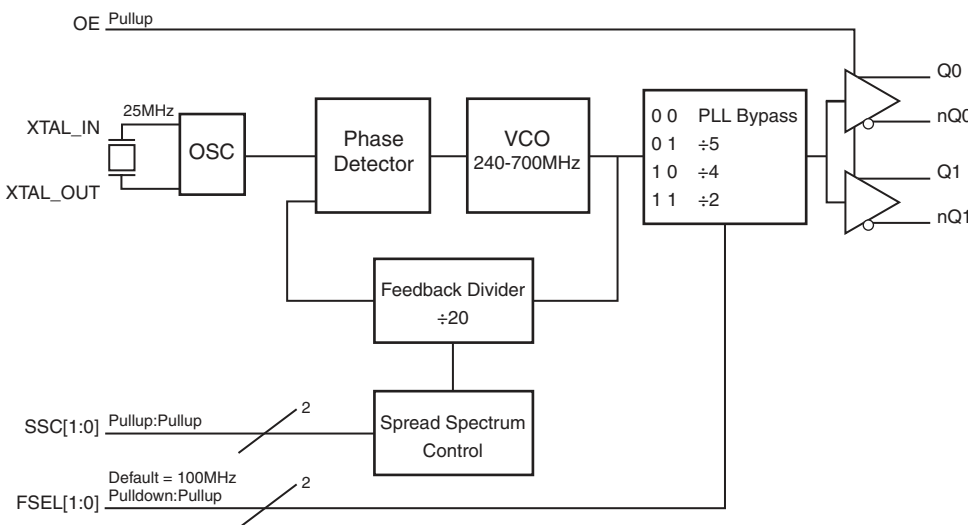 OE Pullup
Q0
nQ0
25MHz
XTAL_IN
XTAL_OUT
OSC
Phase
Detector
VCO
240-700MHz
0 0 PLL Bypass
0 1 ÷5
1 0 ÷4
1 1 ÷2
Q1
nQ1
Feedback Divider
÷20
SSC[1:0] Pullup:Pullup
2
Spread Spectrum
Control
Default = 100MHz
FSEL[1:0] Pulldown:Pullup
2